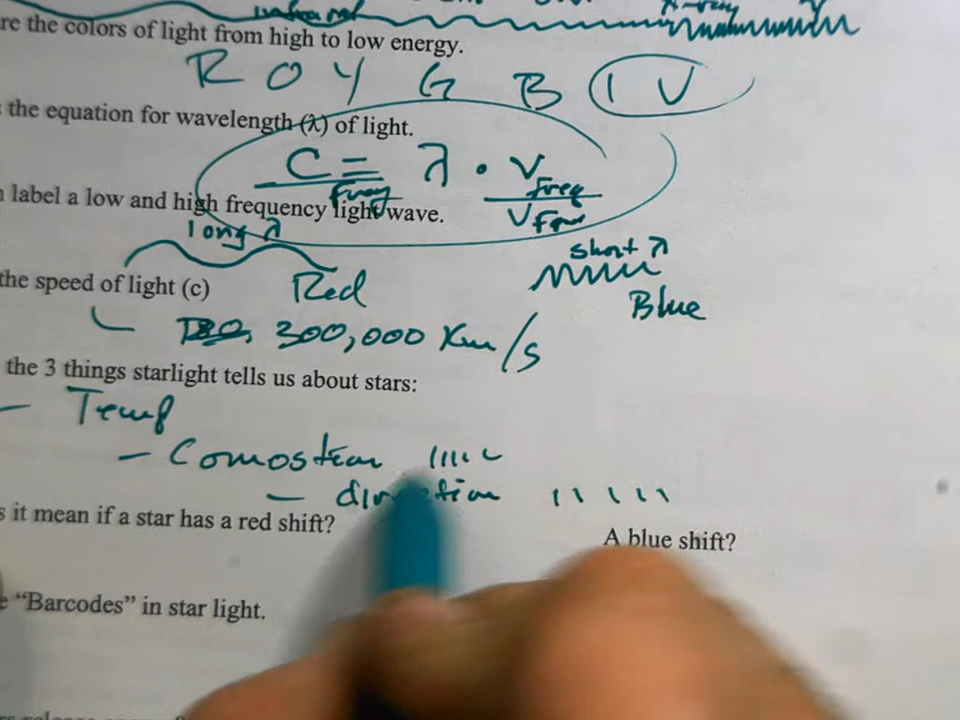 infrared
re the colors of light from high to low energy.
R O Y G B I V
the equation for wavelength (λ) of light.
C = λ · V Freq
Freq V Freq
label a low and high frequency light wave.
long λ short λ
the speed of light (c) Red Blue
300,000 Km/s
the 3 things starlight tells us about stars:
- Temp
- Comostion
- direction
s it mean if a star has a red shift? A blue shift?
e “Barcodes” in star light.